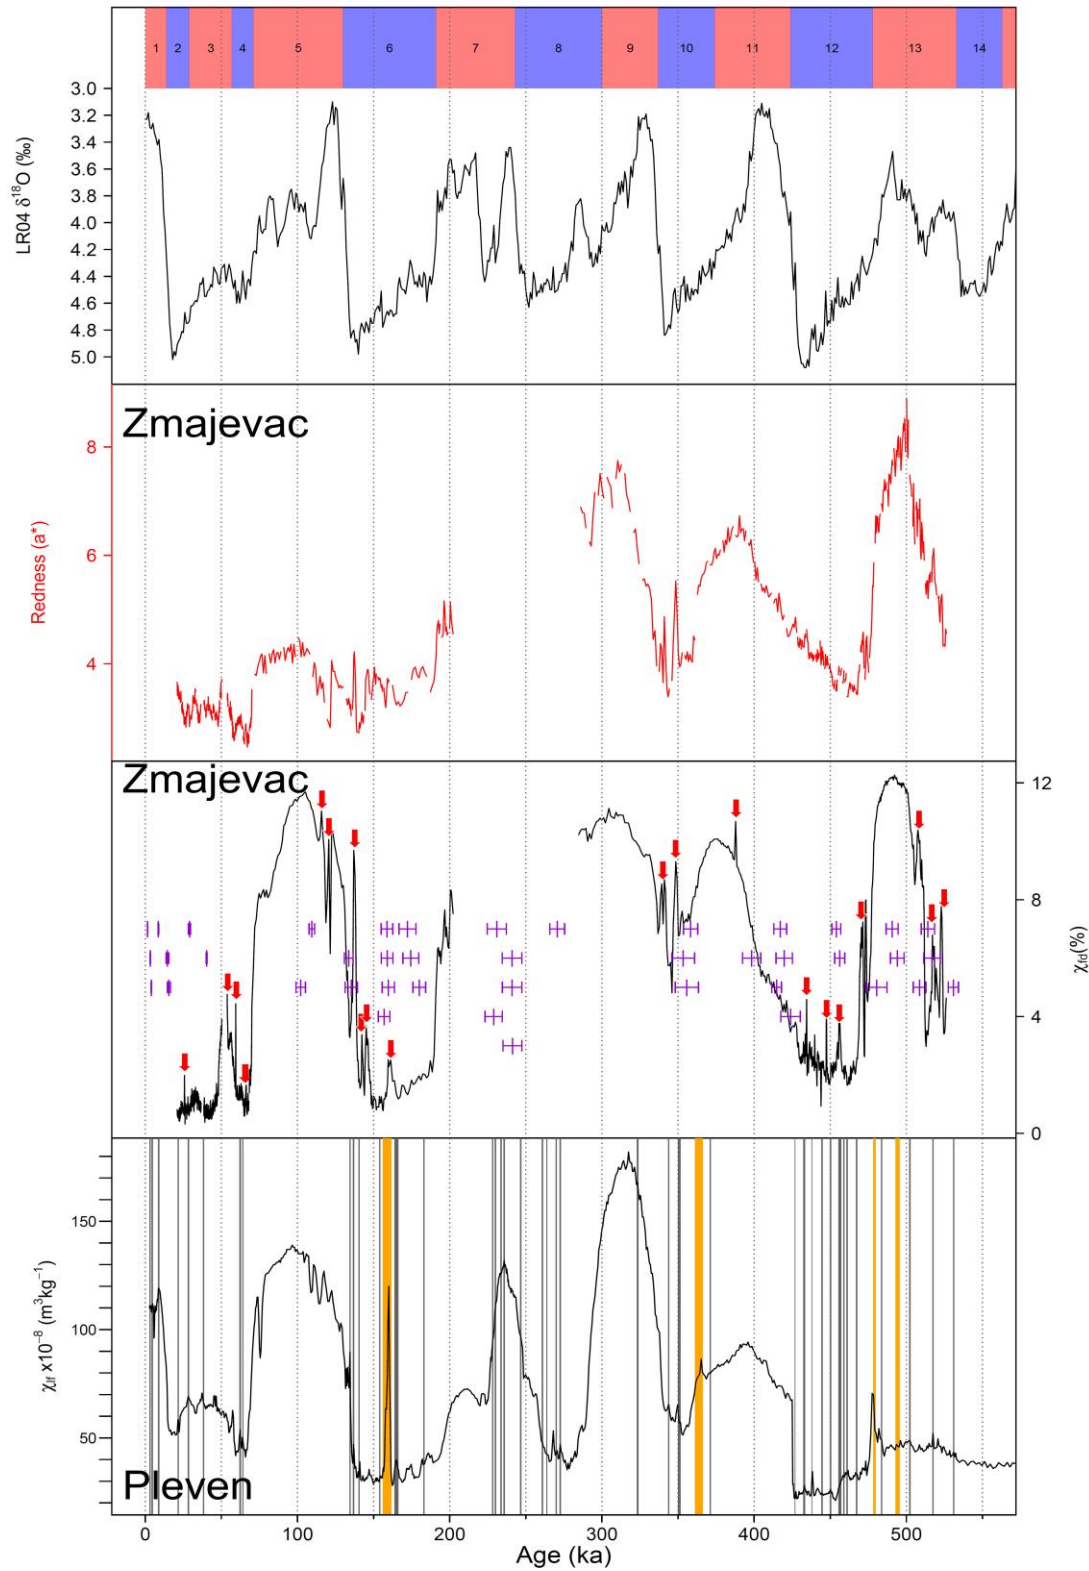 1 2 3 4 5 6 7 8 9 10 11 12 13 14
3.0
3.2
3.4
3.6
3.8
4.0
4.2
4.4
4.6
4.8
5.0
LR04 δ¹⁸O (‰)
Zmajevac
8
6
4
Redness (a*)
Zmajevac
12
8
4
0
χfd(%)
150
100
50
χlf x10⁻⁸ (m³kg⁻¹)
Pleven
0 100 200 300 400 500
Age (ka)